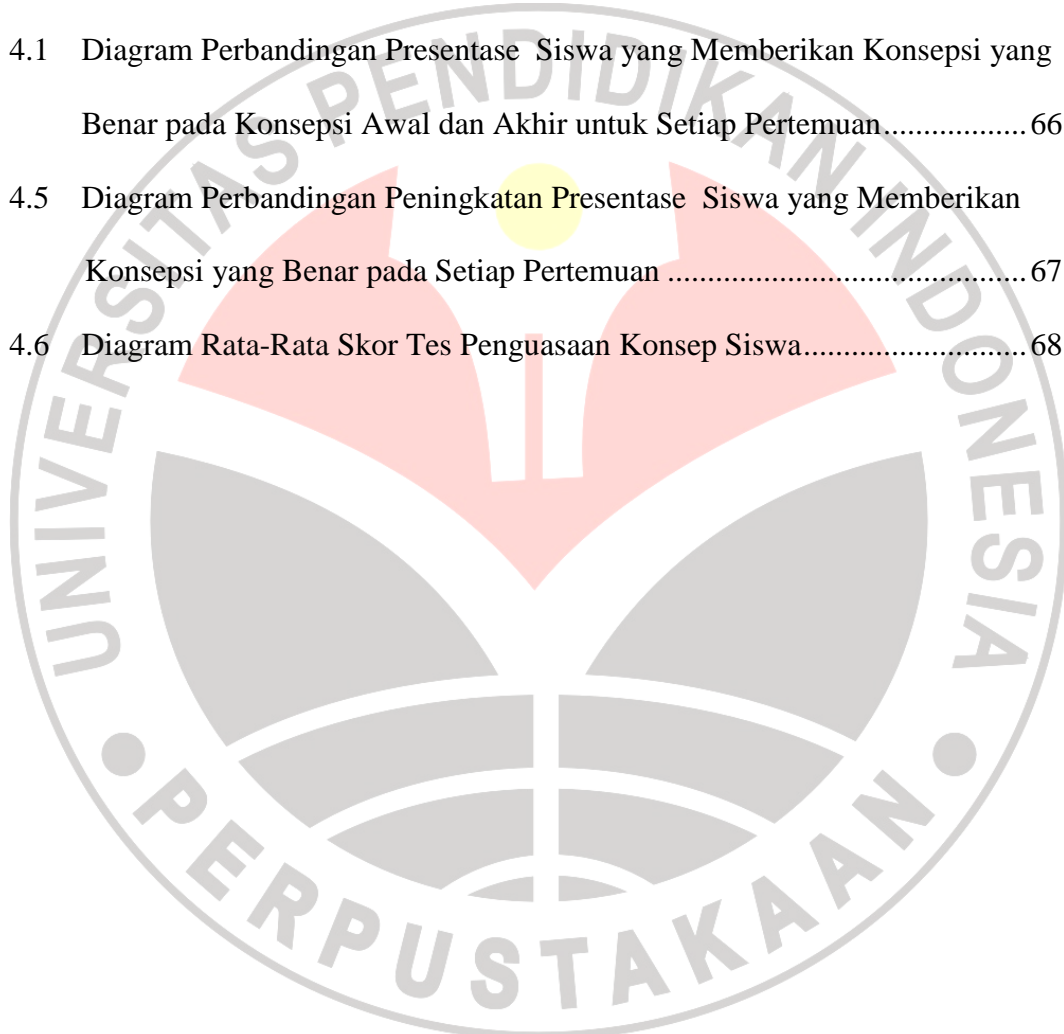 4.1 Diagram Perbandingan Presentase Siswa yang Memberikan Konsepsi yang
Benar pada Konsepsi Awal dan Akhir untuk Setiap Pertemuan.................. 66
4.5 Diagram Perbandingan Peningkatan Presentase Siswa yang Memberikan
Konsepsi yang Benar pada Setiap Pertemuan ............................................. 67
4.6 Diagram Rata-Rata Skor Tes Penguasaan Konsep Siswa............................ 68
UNIVERSITAS PENDIDIKAN INDONESIA
PERPUSTAKAAN